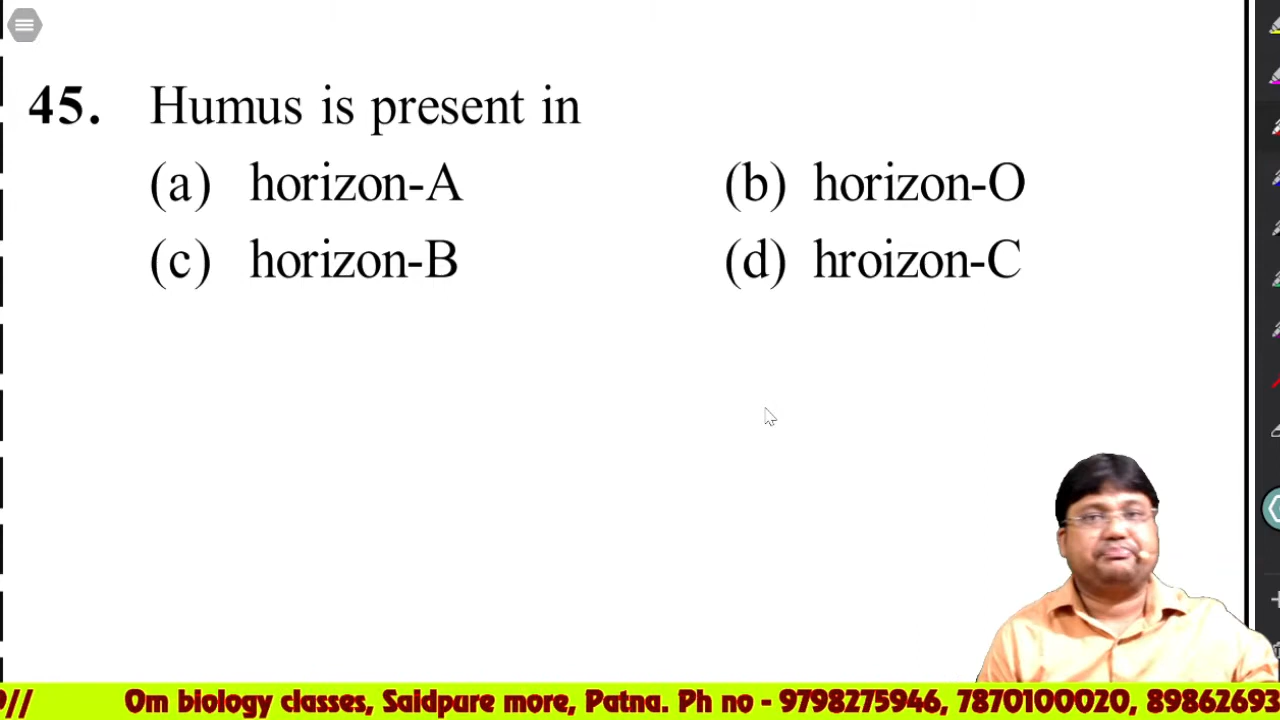 45. Humus is present in
(a) horizon-A (b) horizon-O
(c) horizon-B (d) hroizon-C
// Om biology classes, Saidpure more, Patna. Ph no - 9798275946, 7870100020, 89862693